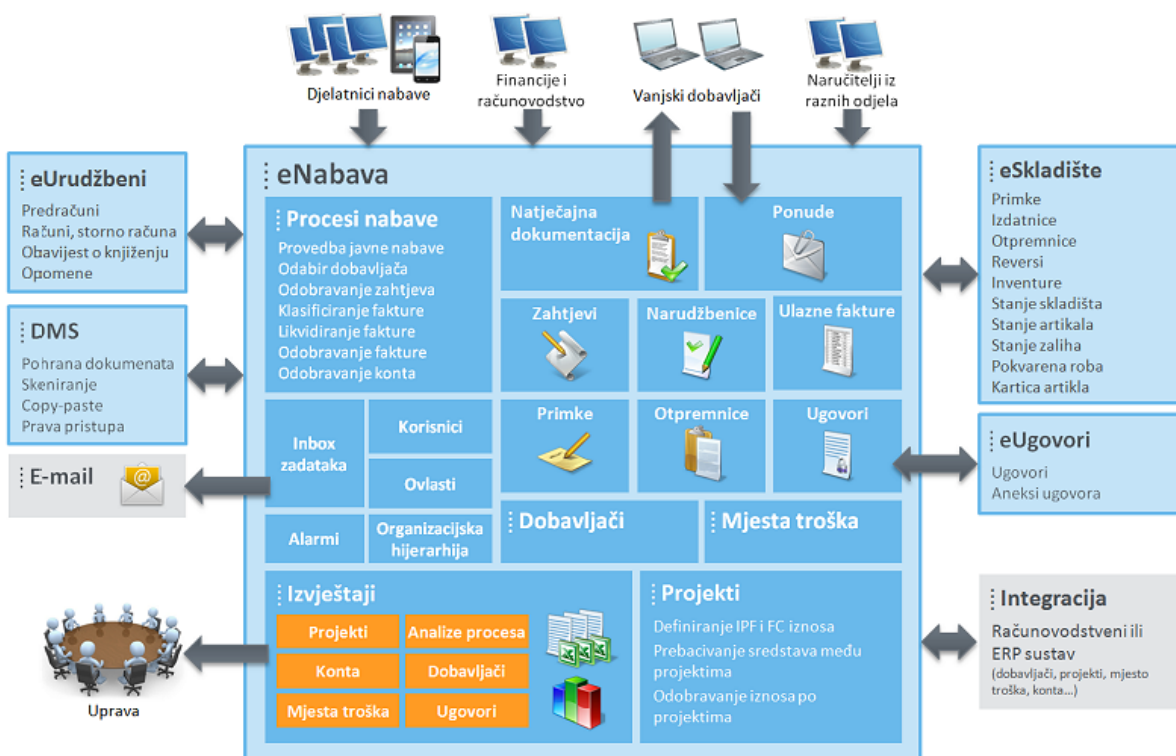 Djelatnici nabave
Financije i
računovodstvo
Vanjski dobavljači
Naručitelji iz
raznih odjela
eUrudžbeni
Predračuni
Računi, storno računa
Obavijest o knjiženju
Opomene
DMS
Pohrana dokumenata
Skeniranje
Copy-paste
Prava pristupa
E-mail
Uprava
eNabava
Procesi nabave
Provedba javne nabave
Odabir dobavljača
Odobravanje zahtjeva
Klasificiranje fakture
Likvidiranje fakture
Odobravanje fakture
Odobravanje konta
Natječajna
dokumentacija
Ponude
Zahtjevi
Narudžbenice
Ulazne fakture
Primke
Otpremnice
Ugovori
Inbox
zadataka
Korisnici
Ovlasti
Alarmi
Organizacijska
hijerarhija
Dobavljači
Mjesta troška
Izvještaji
Projekti
Analize procesa
Konta
Dobavljači
Mjesta troška
Ugovori
Projekti
Definiranje IPF i FC iznosa
Prebacivanje sredstava među
projektima
Odobravanje iznosa po
projektima
eSkladište
Primke
Izdatnice
Otpremnice
Reversi
Inventure
Stanje skladišta
Stanje artikala
Stanje zaliha
Pokvarena roba
Kartica artikla
eUgovori
Ugovori
Aneksi ugovora
Integracija
Računovodstveni ili
ERP sustav
(dobavljači, projekti, mjesto
troška, konta...)